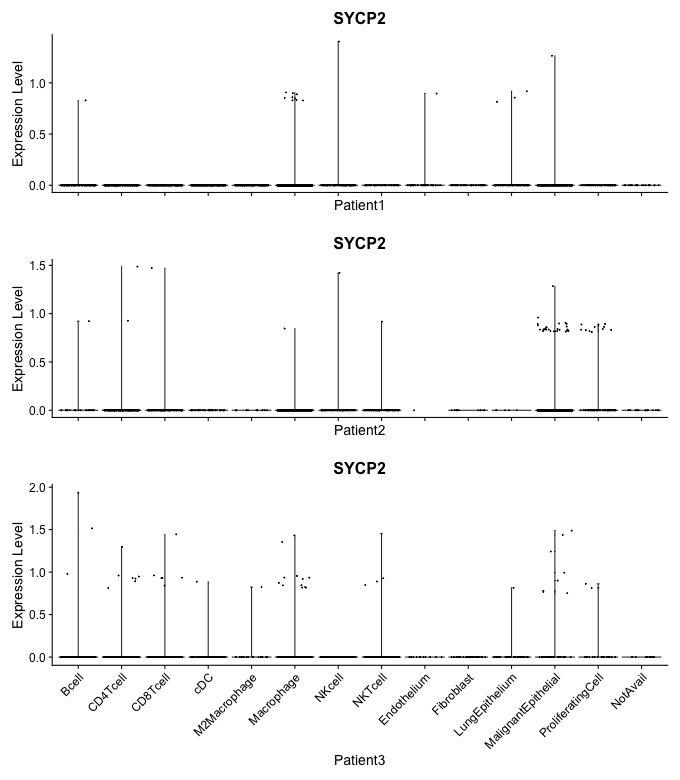 SYCP2
Expression Level
1.0
0.5
0.0
Patient1
SYCP2
Expression Level
1.5
1.0
0.5
0.0
Patient2
SYCP2
Expression Level
2.0
1.5
1.0
0.5
0.0
Bcell
CD4Tcell
CD8Tcell
cDC
M2Macrophage
Macrophage
NKcell
NKTcell
Endothelium
Fibroblast
LungEpithelium
MalignantEpithelial
ProliferatingCell
NotAvail
Patient3